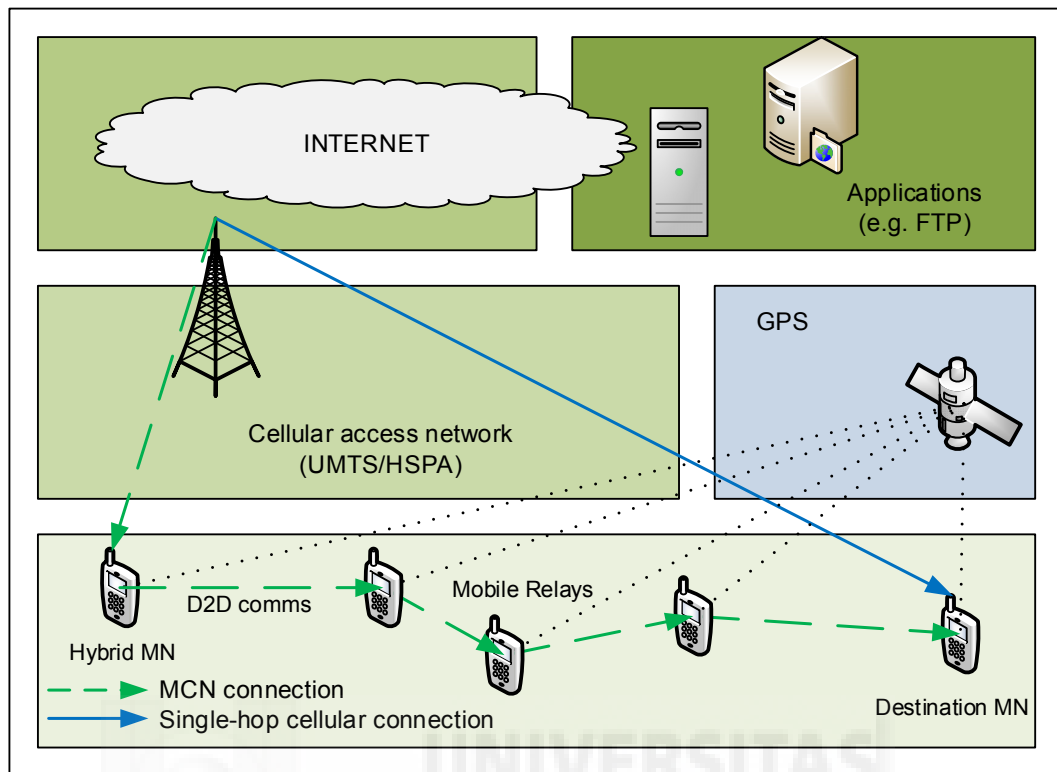 INTERNET
Applications
(e.g. FTP)
GPS
Cellular access network
(UMTS/HSPA)
Mobile Relays
D2D comms
Hybrid MN
MCN connection
Single-hop cellular connection
Destination MN
UNIVERSITAS